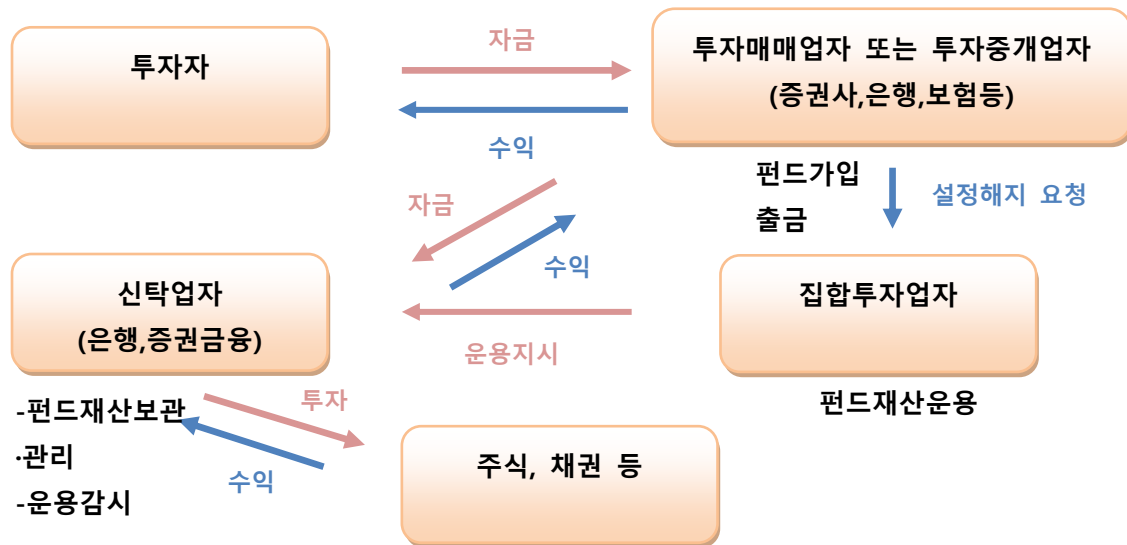 투자자
자금
수익
투자매매업자 또는 투자중개업자
(증권사,은행,보험등)
펀드가입
출금
설정해지 요청
자금
수익
신탁업자
(은행,증권금융)
운용지시
집합투자업자
펀드재산운용
-펀드재산보관
·관리
-운용감시
투자
수익
주식, 채권 등